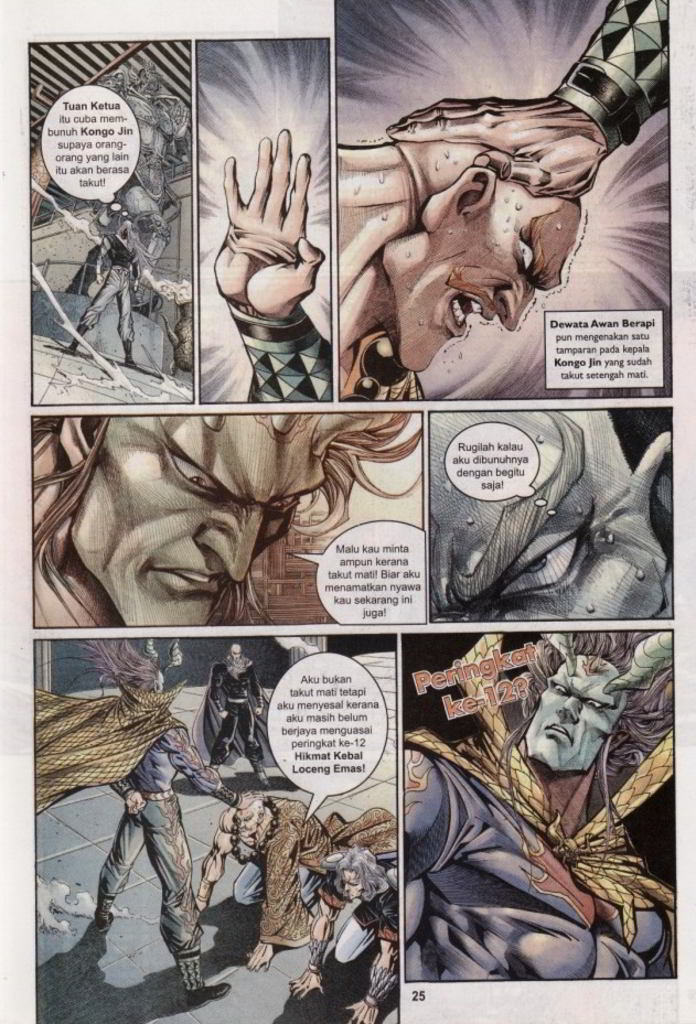 Tuan Ketua
itu cuba mem-
bunuh Kongo Jin
supaya orang-
orang yang lain
itu akan berasa
takut!
Dewata Awan Berapi
pun mengenakan satu
tamparan pada kepala
Kongo Jin yang sudah
takut setengah mati.
Malu kau minta
ampun kerana
takut mati! Biar aku
menamatkan nyawa
kau sekarang ini
juga!
Rugilah kalau
aku dibunuhnya
dengan begitu
saja!
Aku bukan
takut mati tetapi
aku menyesal kerana
aku masih belum
berjaya menguasai
peringkat ke-12
Hikmat Kebal
Loceng Emas!
Peringkat
ke-12?
25